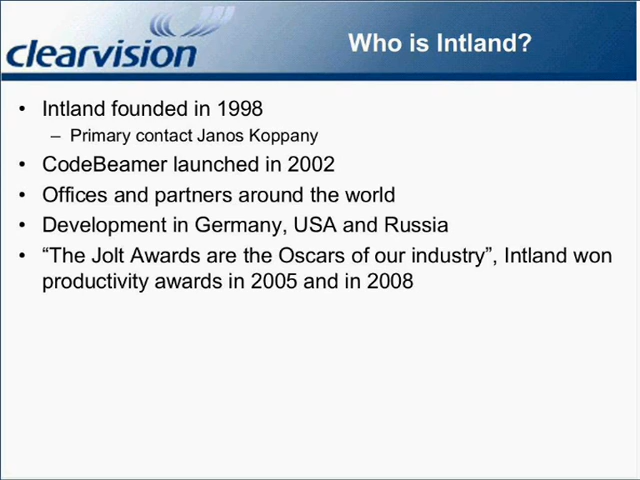 clearvision
Who is Intland?
• Intland founded in 1998
– Primary contact Janos Koppany
• CodeBeamer launched in 2002
• Offices and partners around the world
• Development in Germany, USA and Russia
• “The Jolt Awards are the Oscars of our industry”, Intland won
productivity awards in 2005 and in 2008